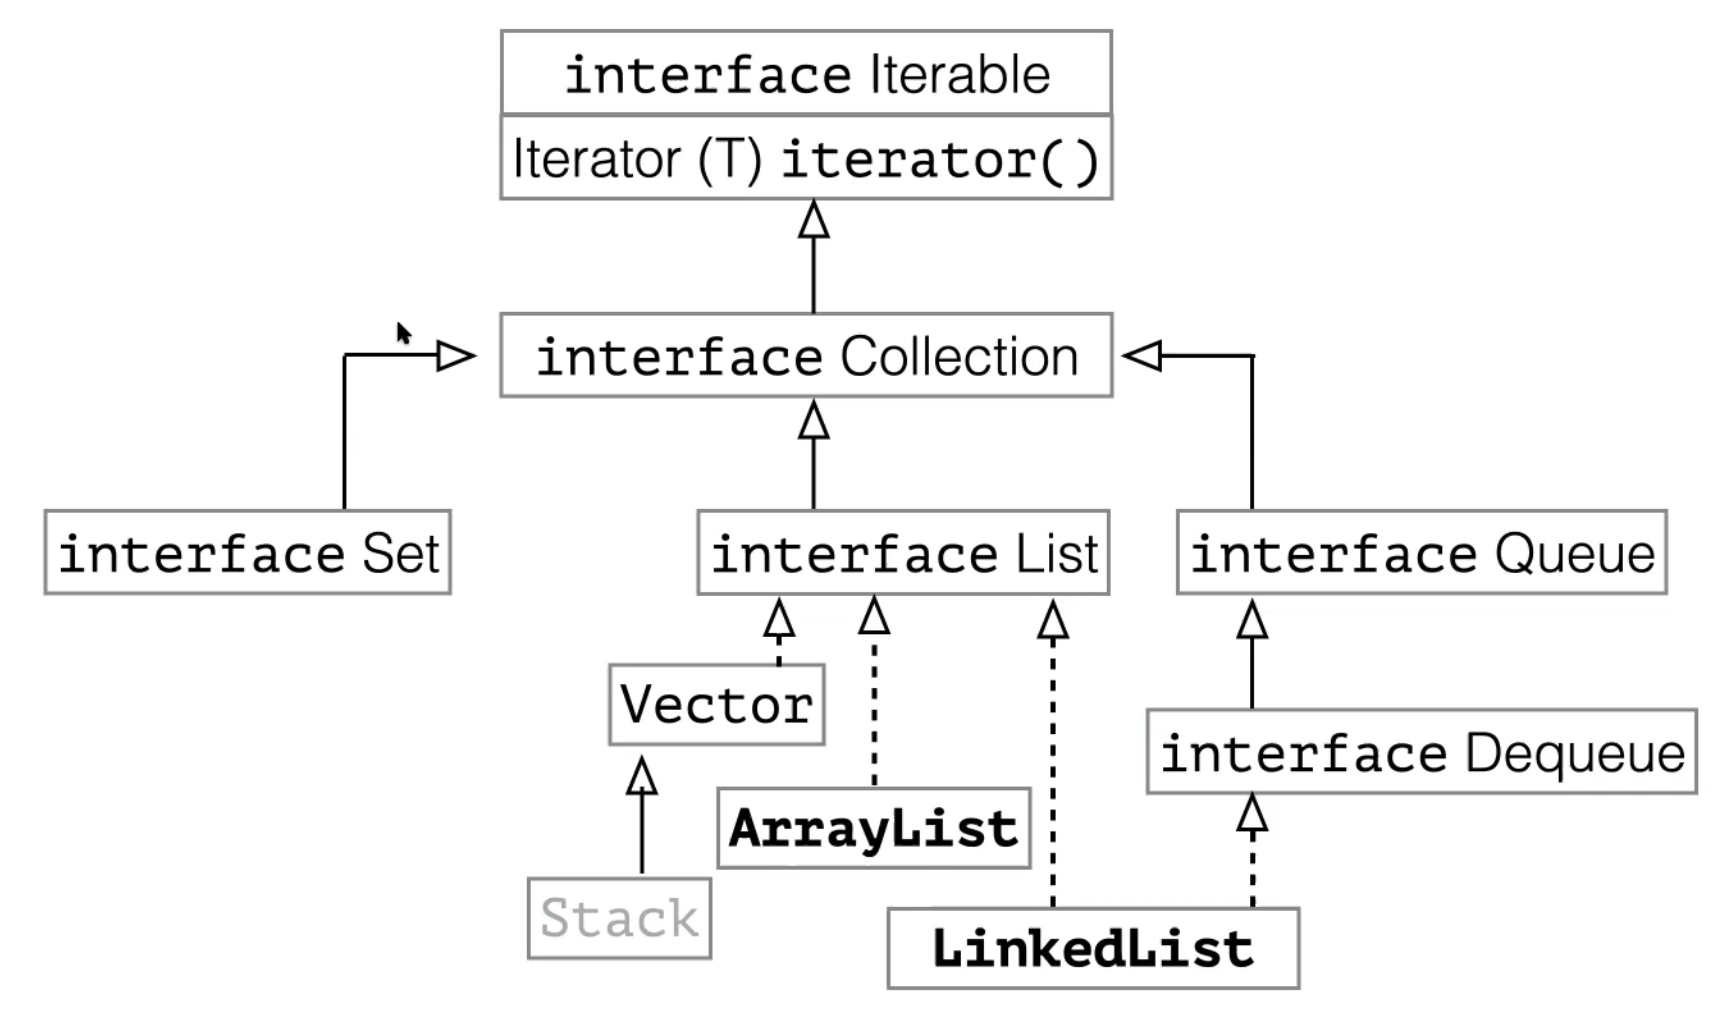 interface Iterable
Iterator (T) iterator()
interface Collection
interface Set
interface List
interface Queue
Vector
interface Dequeue
ArrayList
Stack
LinkedList